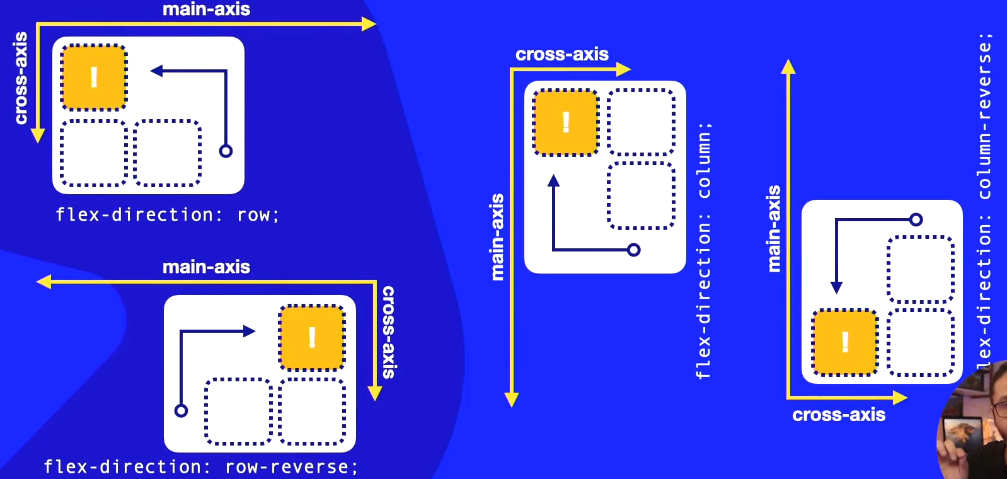 main-axis
cross-axis
!
flex-direction: row;
main-axis
cross-axis
!
flex-direction: row-reverse;
cross-axis
main-axis
!
flex-direction: column;
main-axis
!
cross-axis
flex-direction: column-reverse;